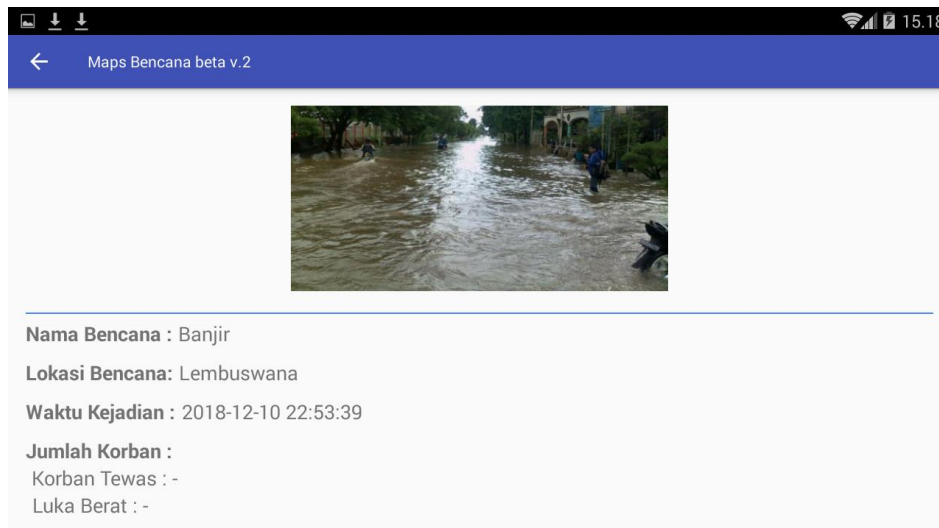 15.18
Maps Bencana beta v.2
Nama Bencana : Banjir
Lokasi Bencana: Lembuswana
Waktu Kejadian : 2018-12-10 22:53:39
Jumlah Korban :
Korban Tewas : -
Luka Berat : -